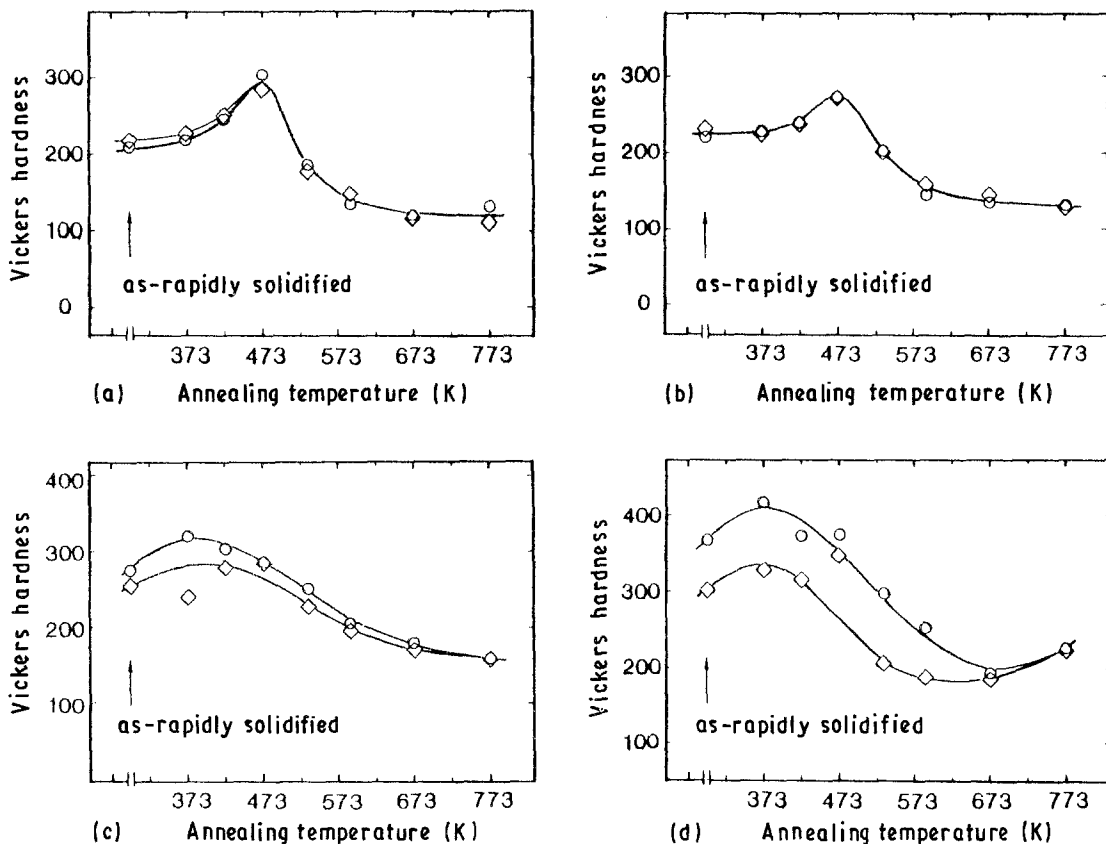 Vickers hardness
300
200
100
0
as-rapidly solidified
373 473 573 673 773
(a) Annealing temperature (K)
Vickers hardness
300
200
100
0
as-rapidly solidified
373 473 573 673 773
(b) Annealing temperature (K)
Vickers hardness
400
300
200
100
as-rapidly solidified
373 473 573 673 773
(c) Annealing temperature (K)
Vickers hardness
400
300
200
100
as-rapidly solidified
373 473 573 673 773
(d) Annealing temperature (K)